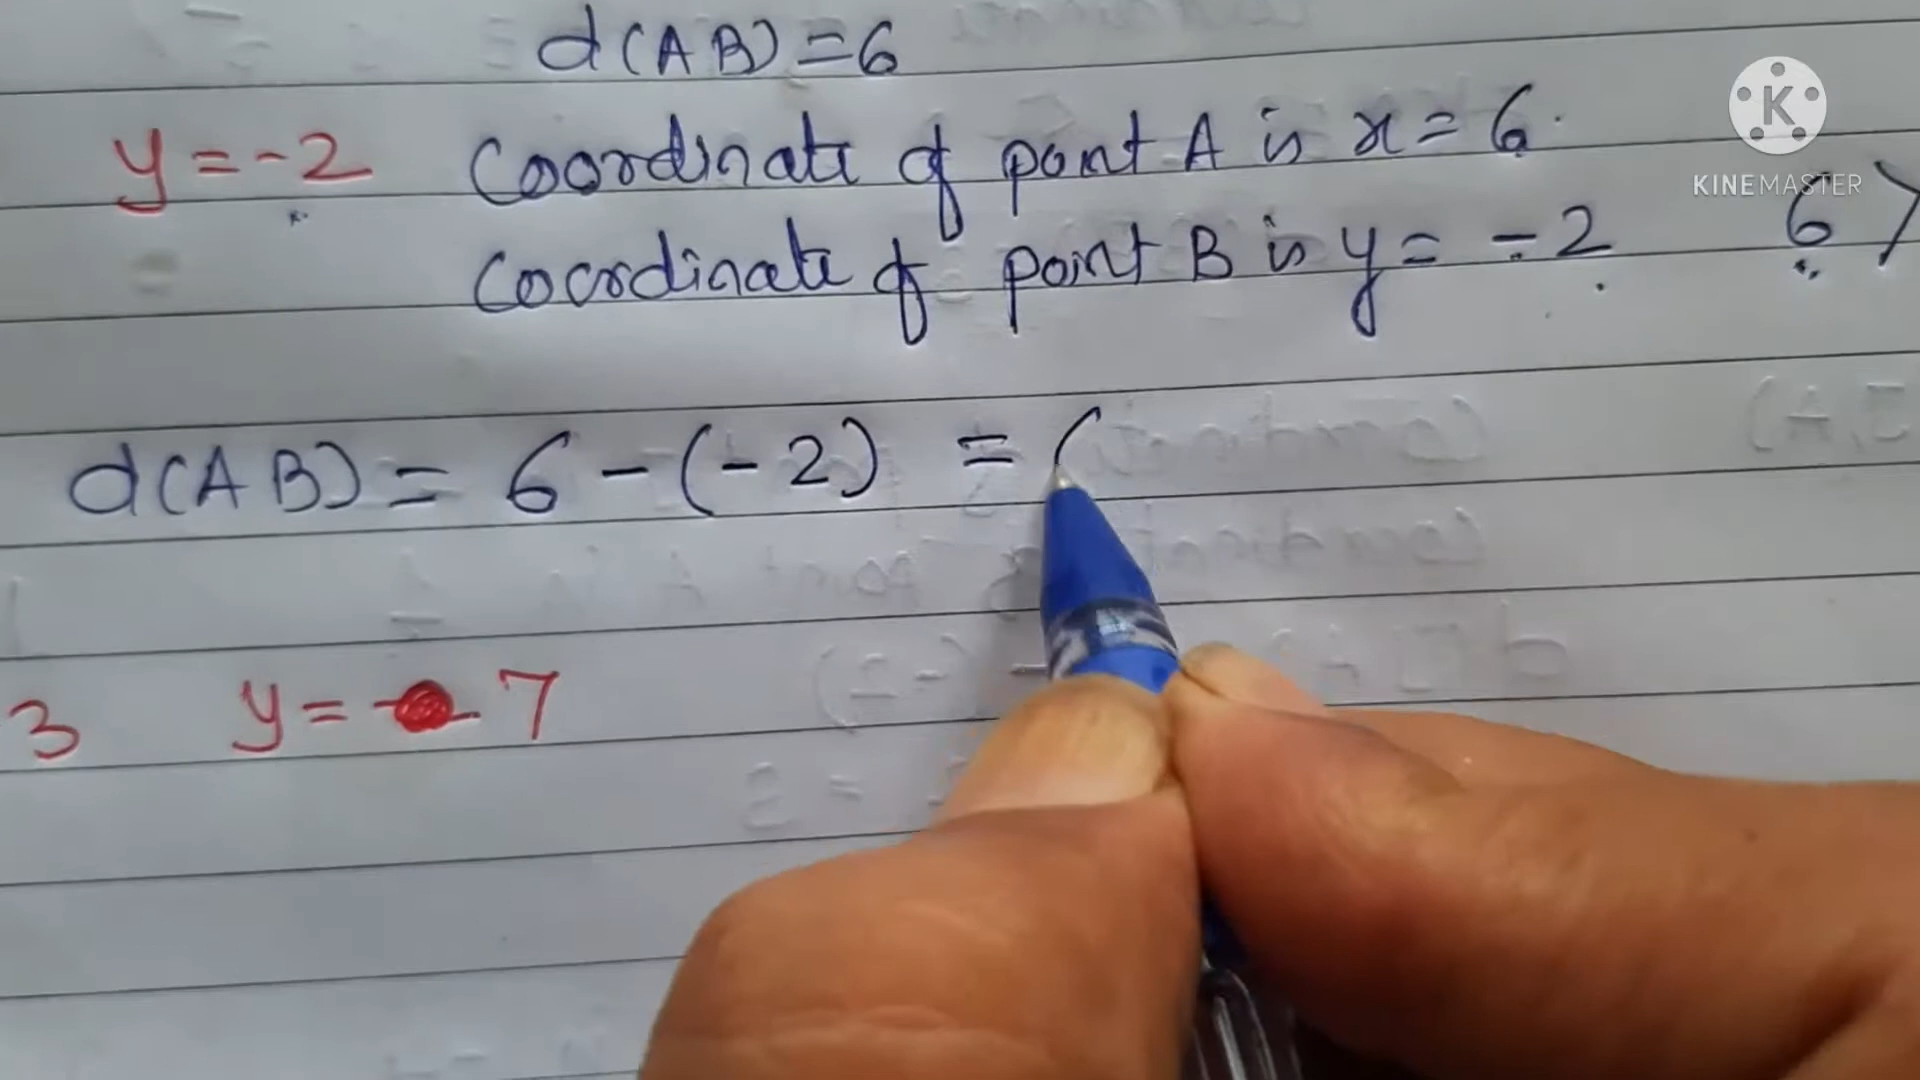 d(AB)=6
y=-2 Coordinate of point A is x=6.
Coordinate of point B is y=-2 6>
d(AB)= 6-(-2) = (
3 y=- 7
KINEMASTER